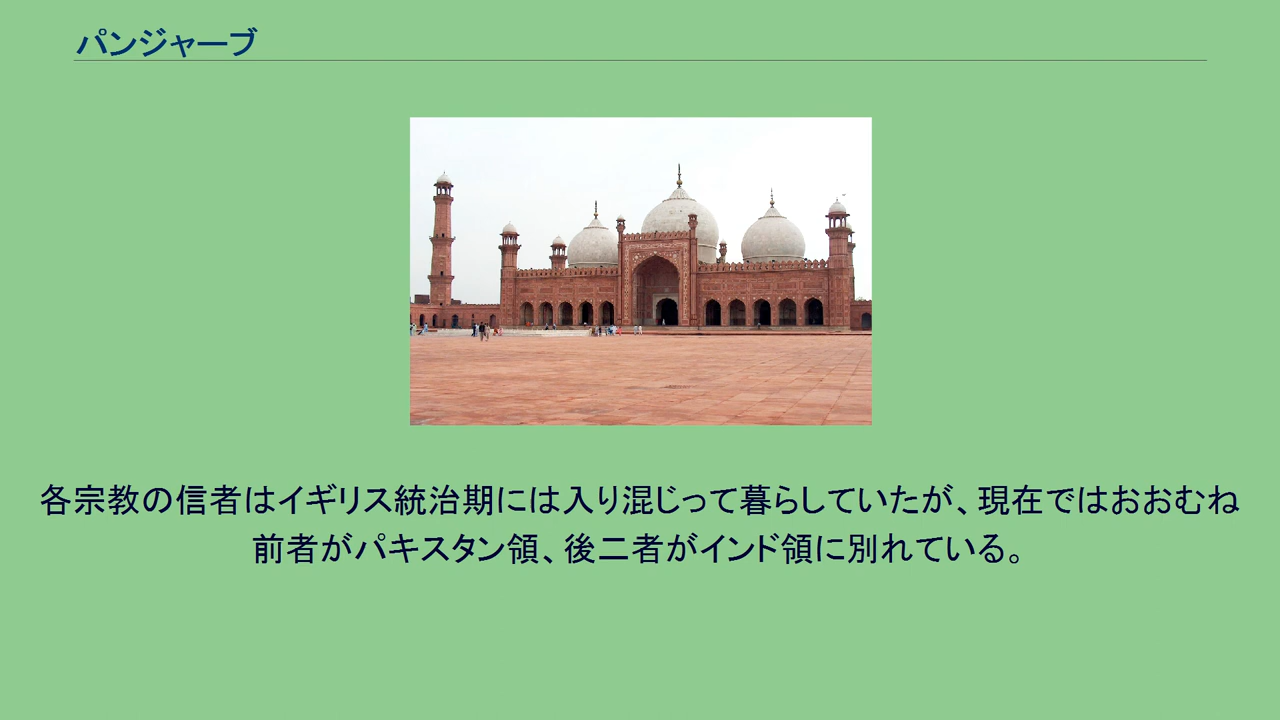 パンジャーブ
各宗教の信者はイギリス統治期には入り混じって暮らしていたが、現在ではおおむね
前者がパキスタン領、後二者がインド領に別れている。